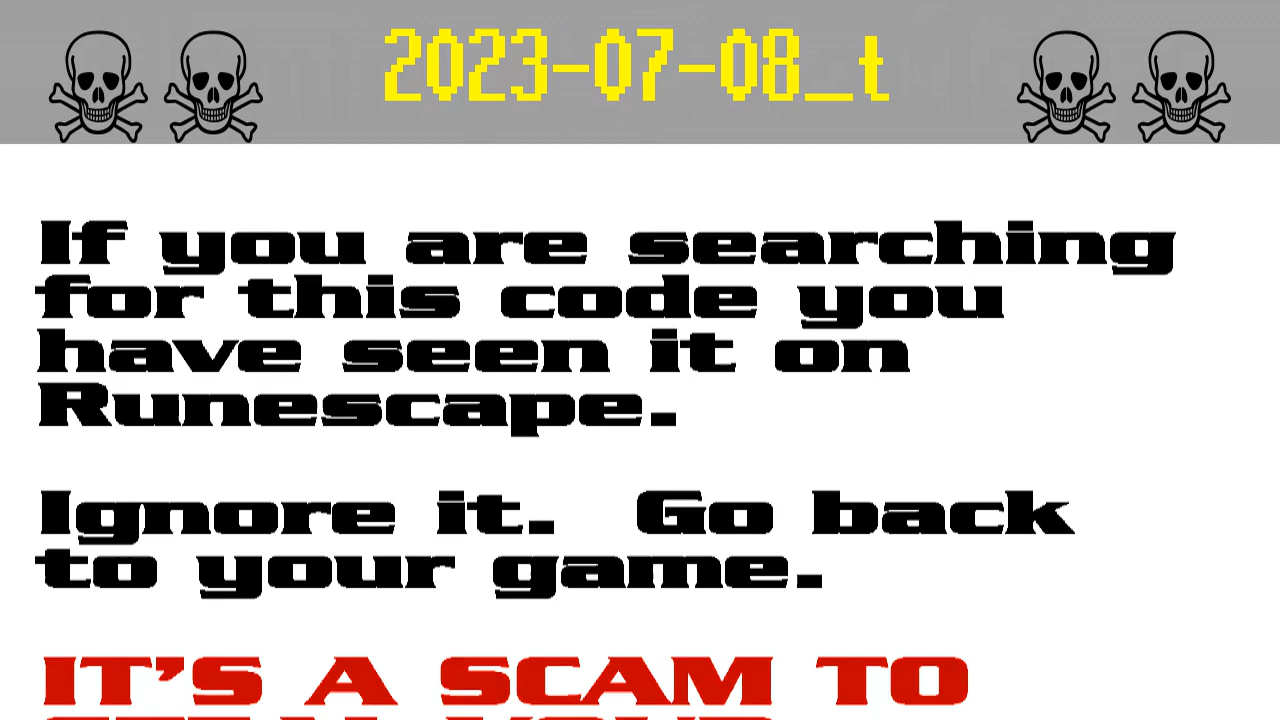 2023-07-08_t
If you are searching
for this code you
have seen it on
Runescape.
Ignore it.  Go back
to your game.
IT'S A SCAM TO